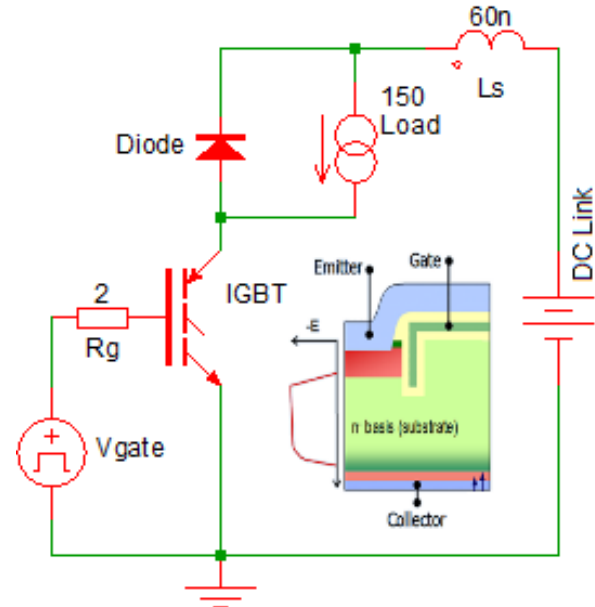 60n
Ls
150
Load
Diode
DC Link
IGBT
2
Rg
Vgate
Emitter
Gate
-E
n⁻ basis (substrate)
Collector